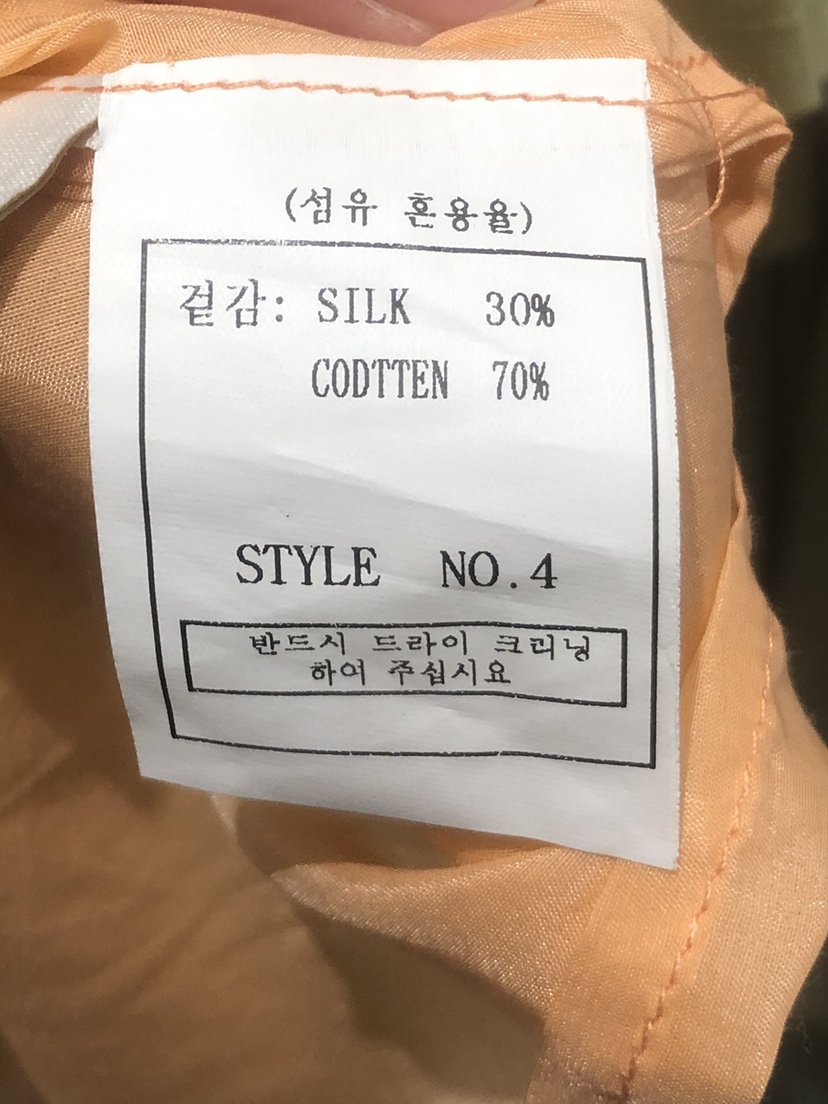 (섬유 혼용율)
겉감: SILK 30%
CODTTEN 70%
STYLE NO.4
반드시 드라이 크리닝
하여 주십시요